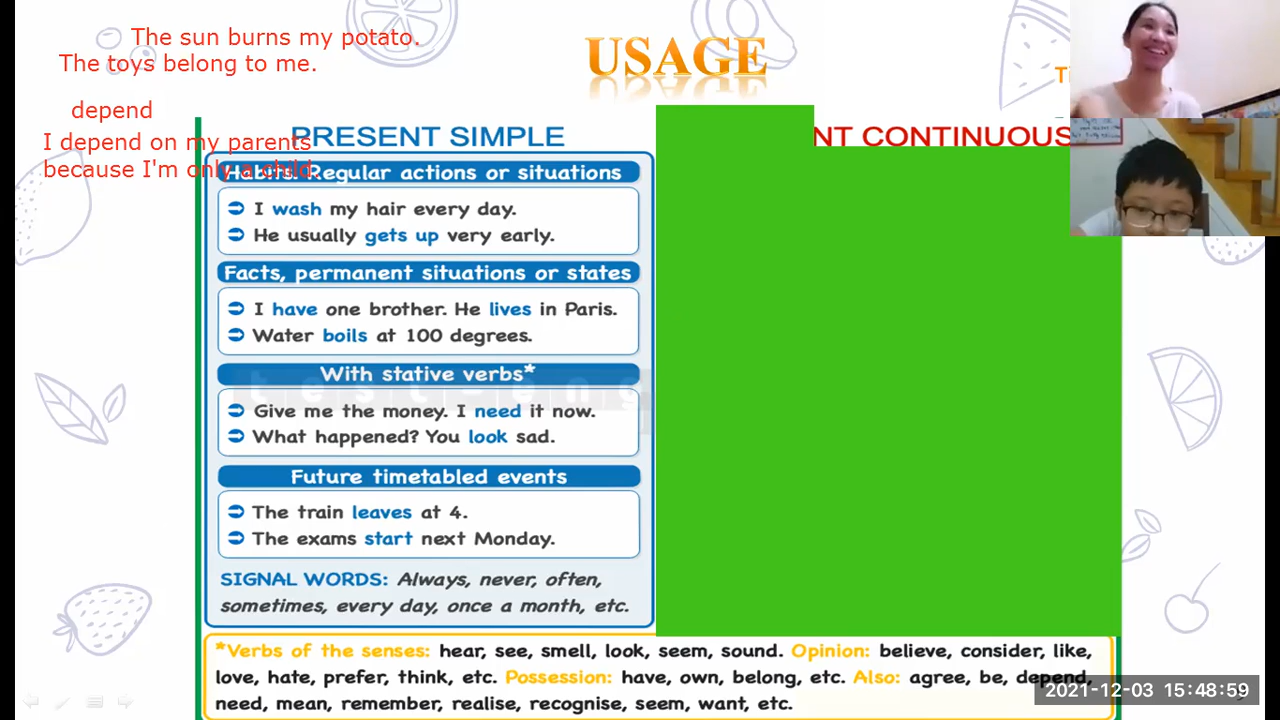 The sun burns my potato.
The toys belong to me.
USAGE
depend
I depend on my parents
because I'm only a child.
PRESENT SIMPLE
NT CONTINUOUS
Habits. Regular actions or situations
➲ I wash my hair every day.
➲ He usually gets up very early.
Facts, permanent situations or states
➲ I have one brother. He lives in Paris.
➲ Water boils at 100 degrees.
With stative verbs*
➲ Give me the money. I need it now.
➲ What happened? You look sad.
Future timetabled events
➲ The train leaves at 4.
➲ The exams start next Monday.
SIGNAL WORDS: Always, never, often,
sometimes, every day, once a month, etc.
*Verbs of the senses: hear, see, smell, look, seem, sound. Opinion: believe, consider, like,
love, hate, prefer, think, etc. Possession: have, own, belong, etc. Also: agree, be, depend,
need, mean, remember, realise, recognise, seem, want, etc.
2021-12-03 15:48:59